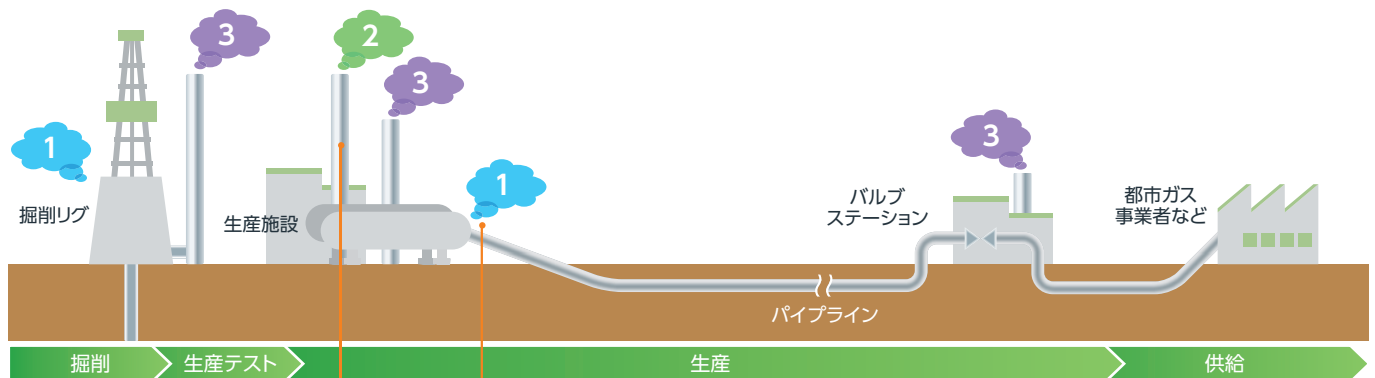 3
2
3
1
3
1
掘削リグ
生産施設
バルブ
ステーション
都市ガス
事業者など
パイプライン
掘削
生産テスト
生産
供給